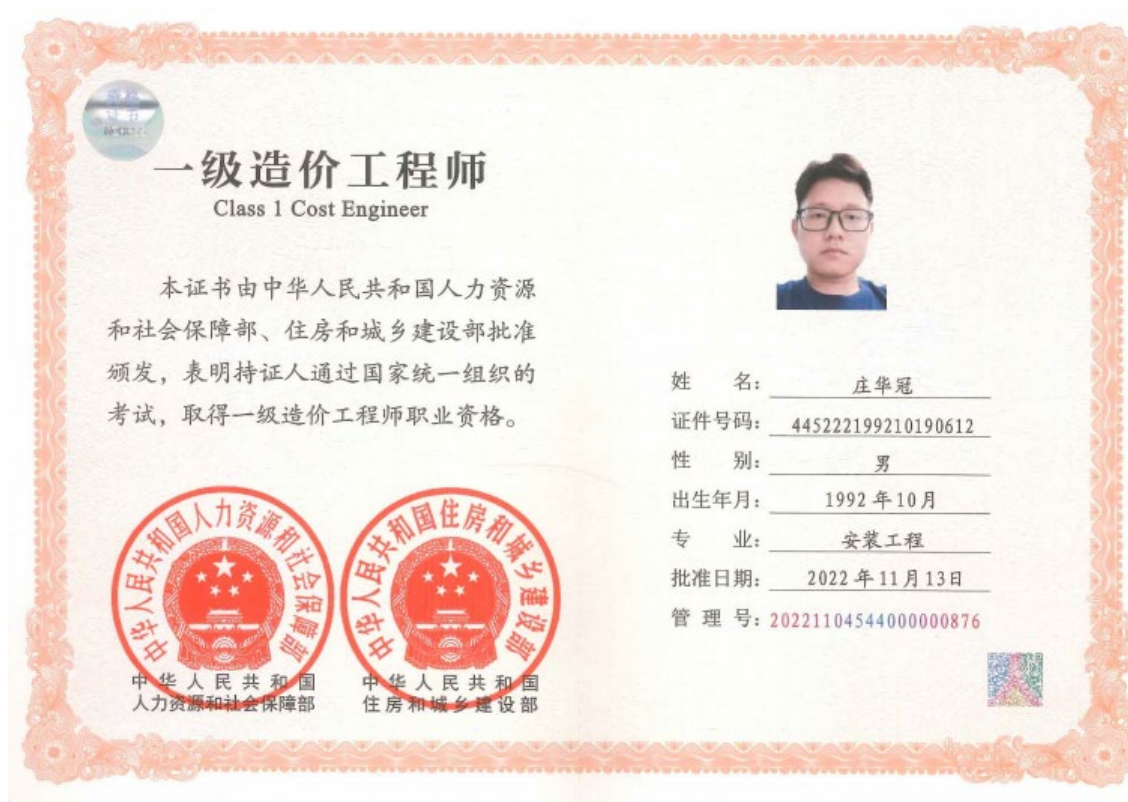 一级造价工程师
Class 1 Cost Engineer
本证书由中华人民共和国人力资源
和社会保障部、住房和城乡建设部批准
颁发，表明持证人通过国家统一组织的
考试，取得一级造价工程师职业资格。
中华人民共和国人力资源和社会保障部
中华人民共和国住房和城乡建设部
中华人民共和国
人力资源和社会保障部
中华人民共和国
住房和城乡建设部
姓 名： 庄华冠
证件号码： 445222199210190612
性 别： 男
出生年月： 1992年10月
专 业： 安装工程
批准日期： 2022年11月13日
管 理 号： 20221104544000000876